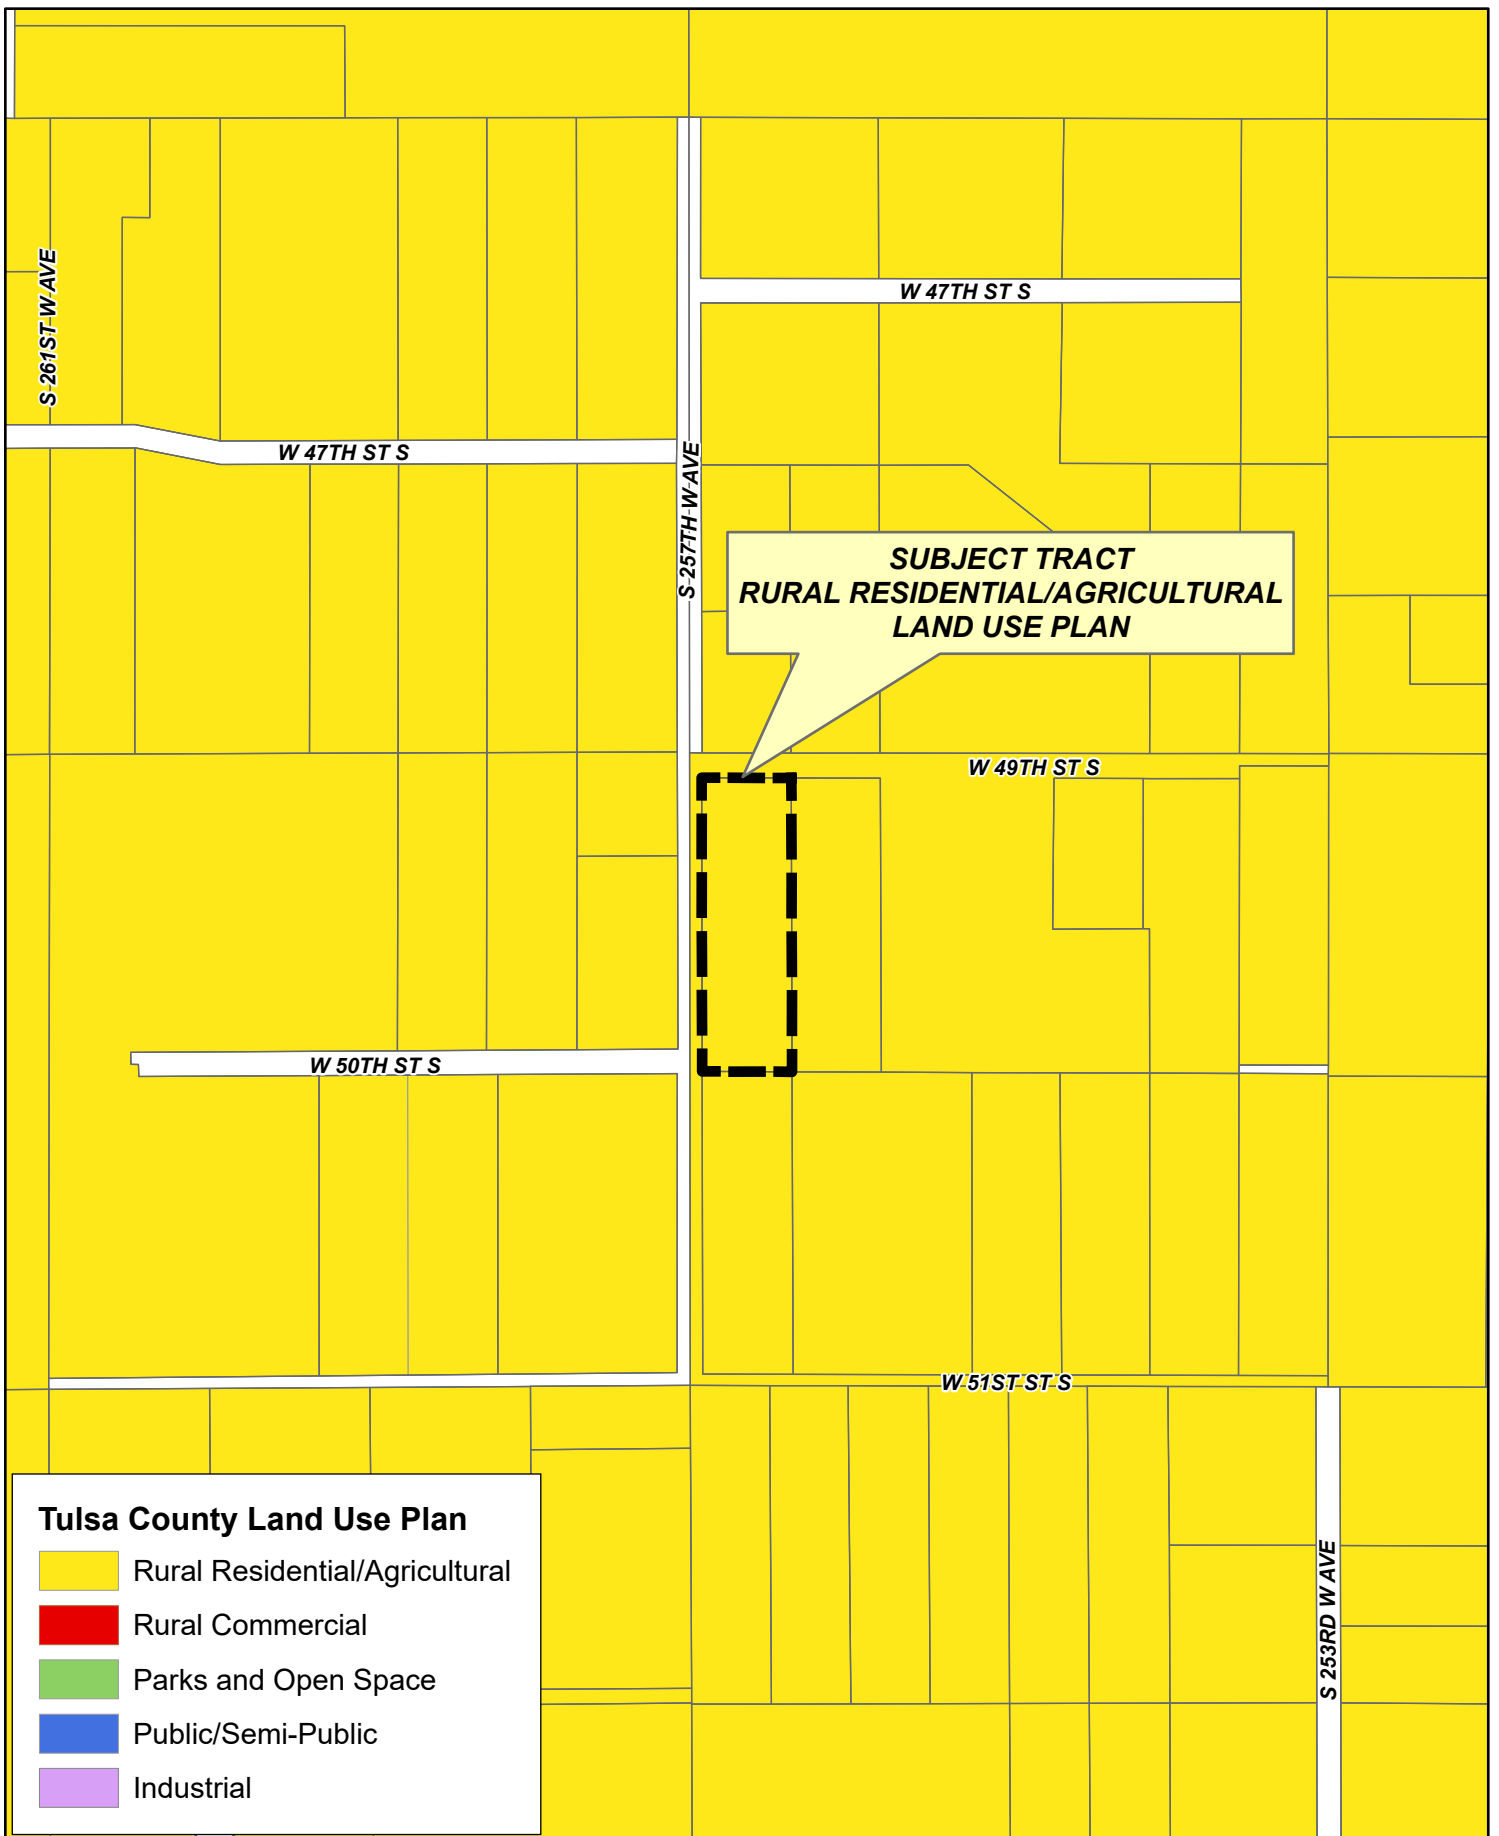 W 47TH ST S
S 261ST W AVE
W 47TH ST S
S 257TH W AVE
SUBJECT TRACT
RURAL RESIDENTIAL/AGRICULTURAL
LAND USE PLAN
W 49TH ST S
W 50TH ST S
W 51ST ST S
S 253RD W AVE
Tulsa County Land Use Plan
Rural Residential/Agricultural
Rural Commercial
Parks and Open Space
Public/Semi-Public
Industrial